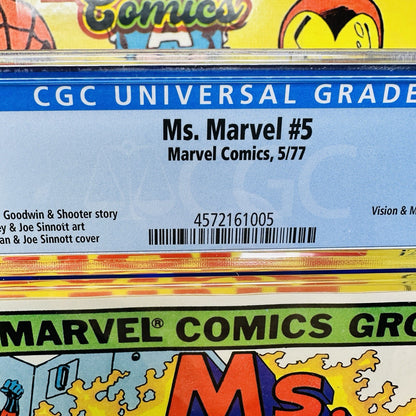 Comics
CGC UNIVERSAL GRADE
Ms. Marvel #5
Marvel Comics, 5/77
Goodwin & Shooter story
ey & Joe Sinnott art
an & Joe Sinnott cover
Vision & M
4572161005
CGC
MARVEL® COMICS GRO
Ms.